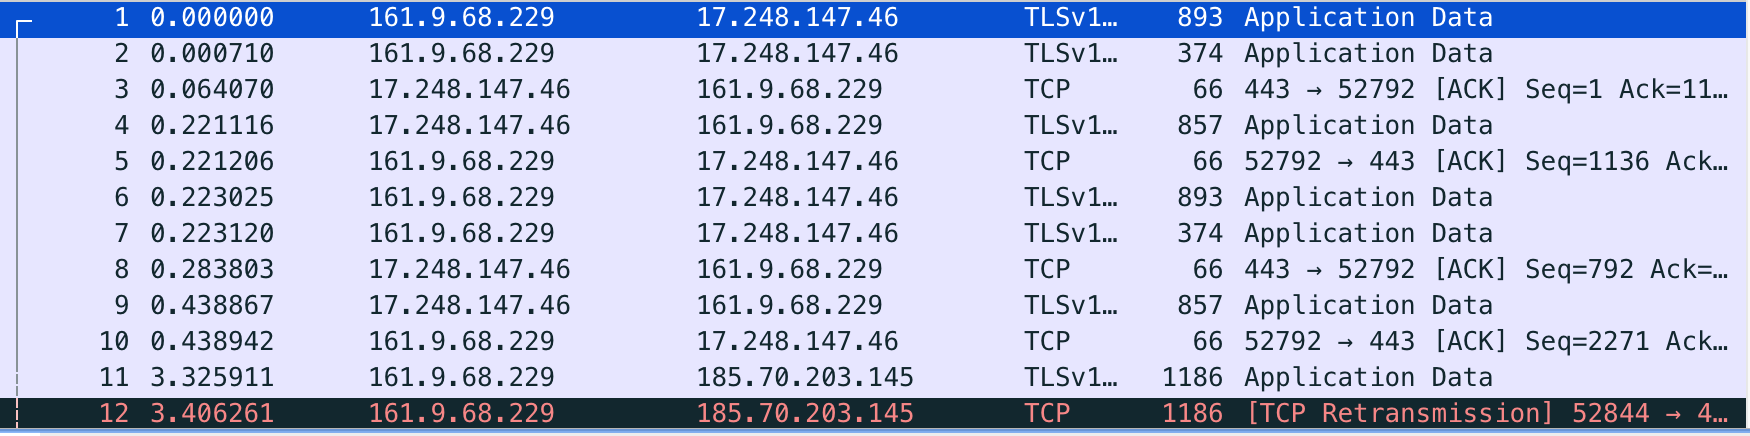 1 0.000000 161.9.68.229 17.248.147.46 TLSv1… 893 Application Data
2 0.000710 161.9.68.229 17.248.147.46 TLSv1… 374 Application Data
3 0.064070 17.248.147.46 161.9.68.229 TCP 66 443 → 52792 [ACK] Seq=1 Ack=11…
4 0.221116 17.248.147.46 161.9.68.229 TLSv1… 857 Application Data
5 0.221206 161.9.68.229 17.248.147.46 TCP 66 52792 → 443 [ACK] Seq=1136 Ack…
6 0.223025 161.9.68.229 17.248.147.46 TLSv1… 893 Application Data
7 0.223120 161.9.68.229 17.248.147.46 TLSv1… 374 Application Data
8 0.283803 17.248.147.46 161.9.68.229 TCP 66 443 → 52792 [ACK] Seq=792 Ack=…
9 0.438867 17.248.147.46 161.9.68.229 TLSv1… 857 Application Data
10 0.438942 161.9.68.229 17.248.147.46 TCP 66 52792 → 443 [ACK] Seq=2271 Ack…
11 3.325911 161.9.68.229 185.70.203.145 TLSv1… 1186 Application Data
12 3.406261 161.9.68.229 185.70.203.145 TCP 1186 [TCP Retransmission] 52844 → 4…